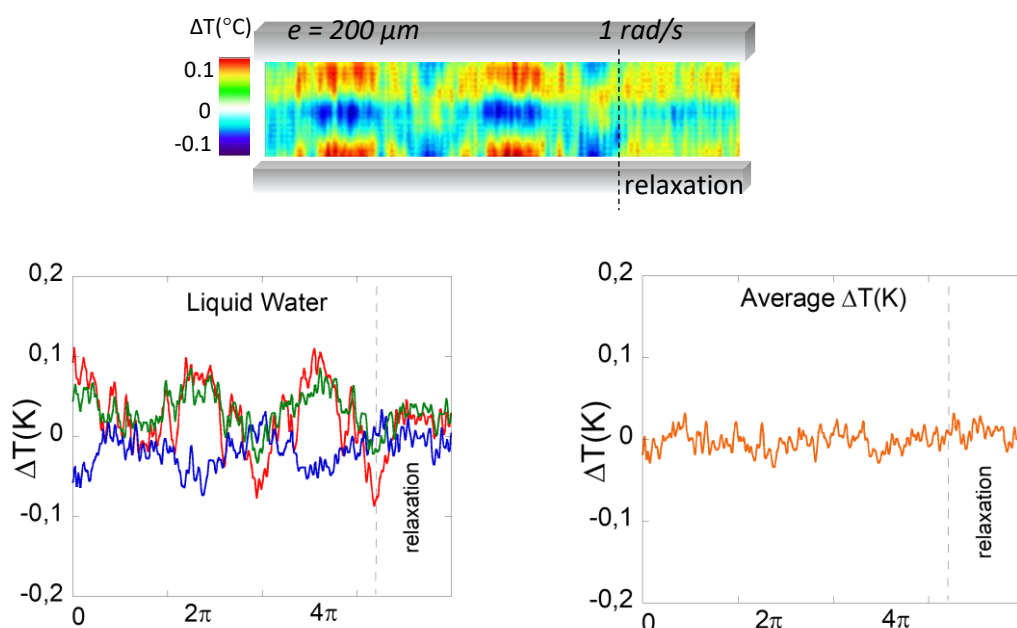 ΔT(°C)
e = 200 µm
1 rad/s
0.1
0
-0.1
relaxation
0,2
Liquid Water
0,1
0
-0,1
-0,2
ΔT(K)
relaxation
0
2π
4π
0,2
Average ΔT(K)
0,1
0
-0,1
-0,2
ΔT(K)
relaxation
0
2π
4π